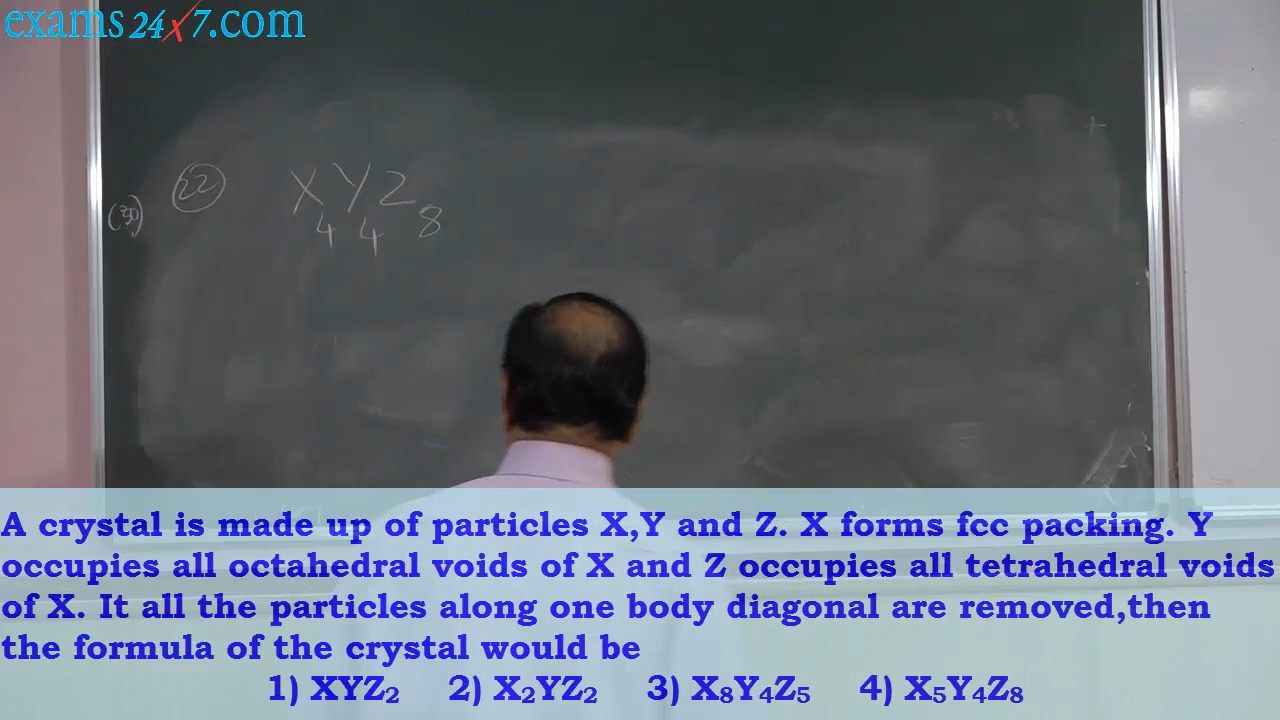 exams24x7.com
(22) XYZ
(30) 4 4 8
A crystal is made up of particles X,Y and Z. X forms fcc packing. Y
occupies all octahedral voids of X and Z occupies all tetrahedral voids
of X. It all the particles along one body diagonal are removed,then
the formula of the crystal would be
1) XYZ₂ 2) X₂YZ₂ 3) X₈Y₄Z₅ 4) X₅Y₄Z₈